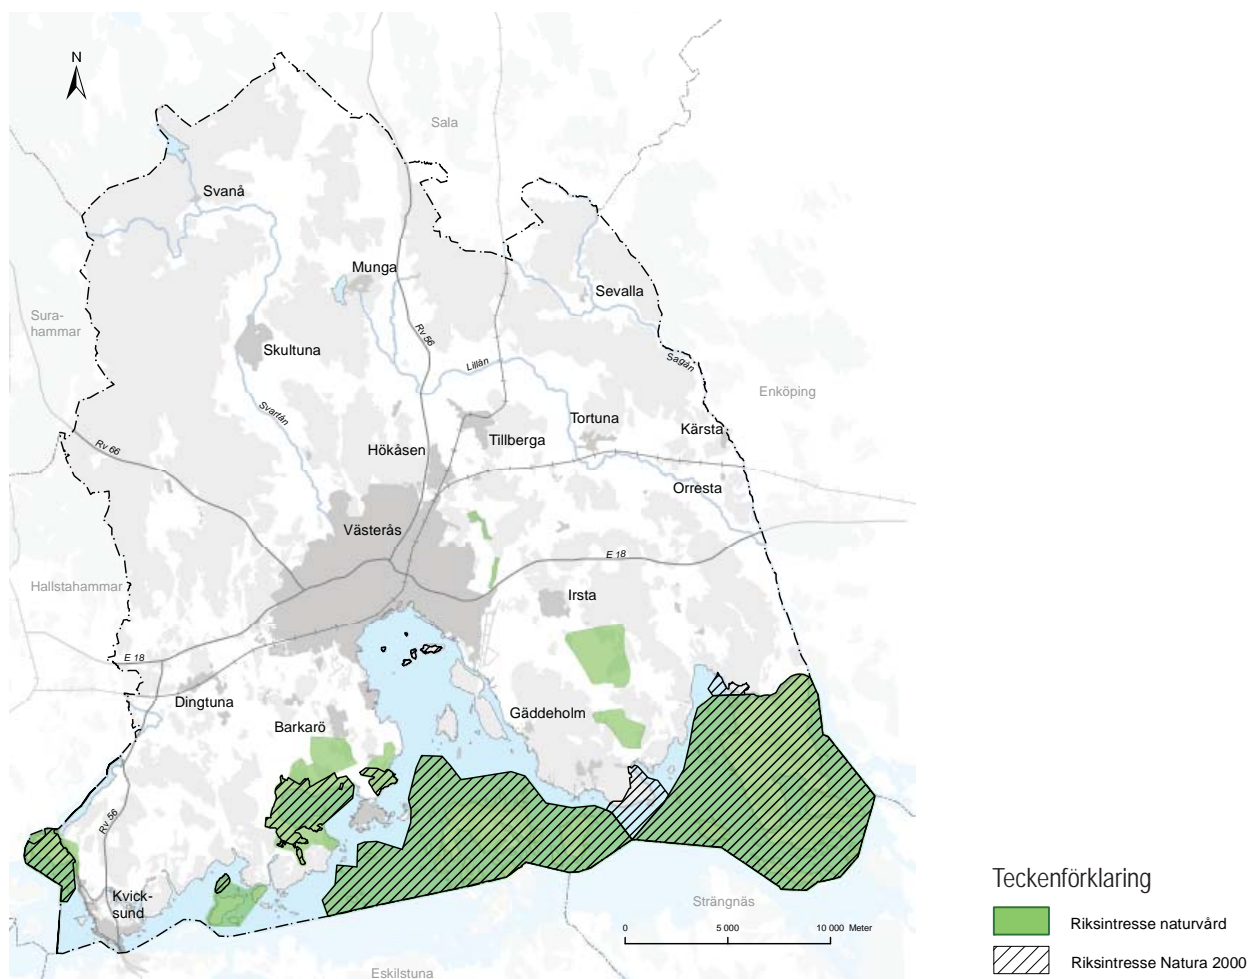 N
Sala
Svanå
Munga
Sevalla
Sura-
hammar
Rv 56
Skultuna
Lillån
Sagån
Enköping
Svartån
Tortuna
Kärsta
Rv 66
Hökåsen
Tillberga
Orresta
Västerås
E 18
Hallstahammar
Irsta
E 18
Dingtuna
Gäddeholm
Barkarö
Rv 56
Kvick-
sund
Strängnäs
0 5 000 10 000 Meter
Eskilstuna
Teckenförklaring
Riksintresse naturvård
Riksintresse Natura 2000